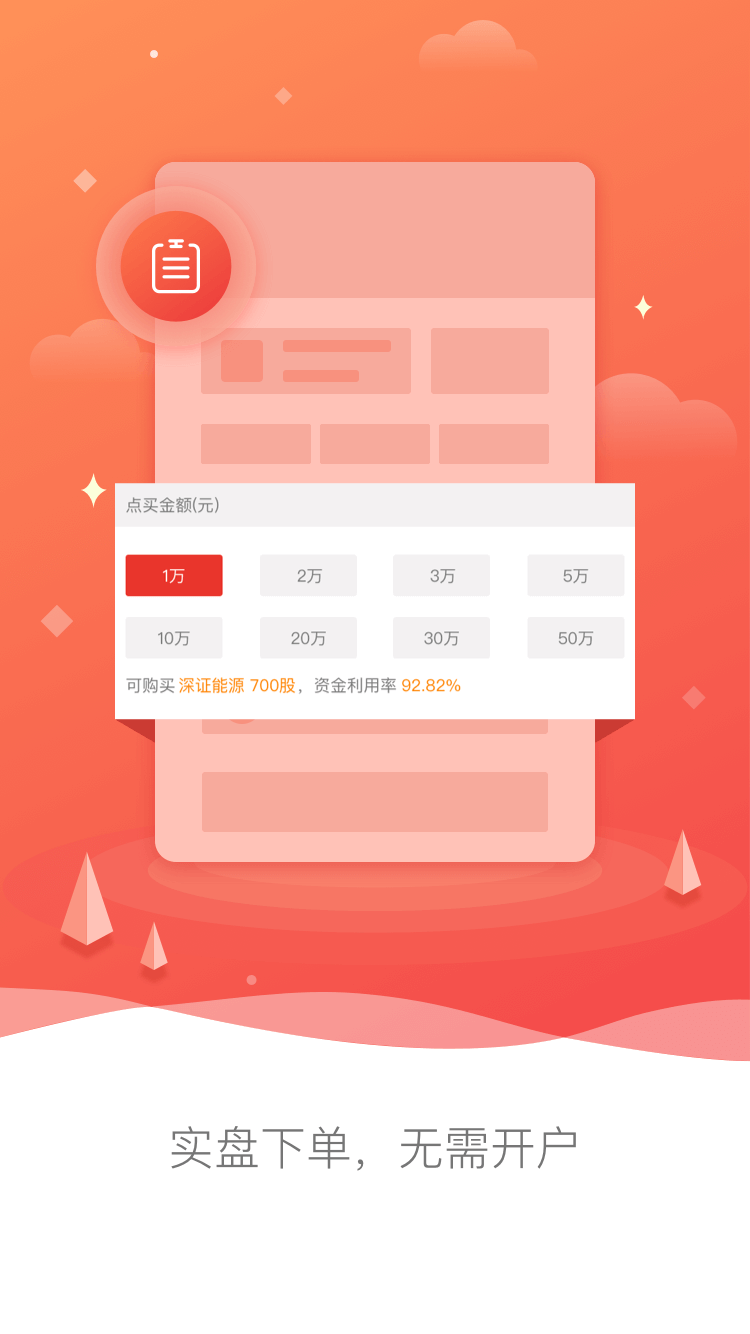 点买金额(元)
1万 2万 3万 5万
10万 20万 30万 50万
可购买 深证能源 700股，资金利用率 92.82%
实盘下单，无需开户